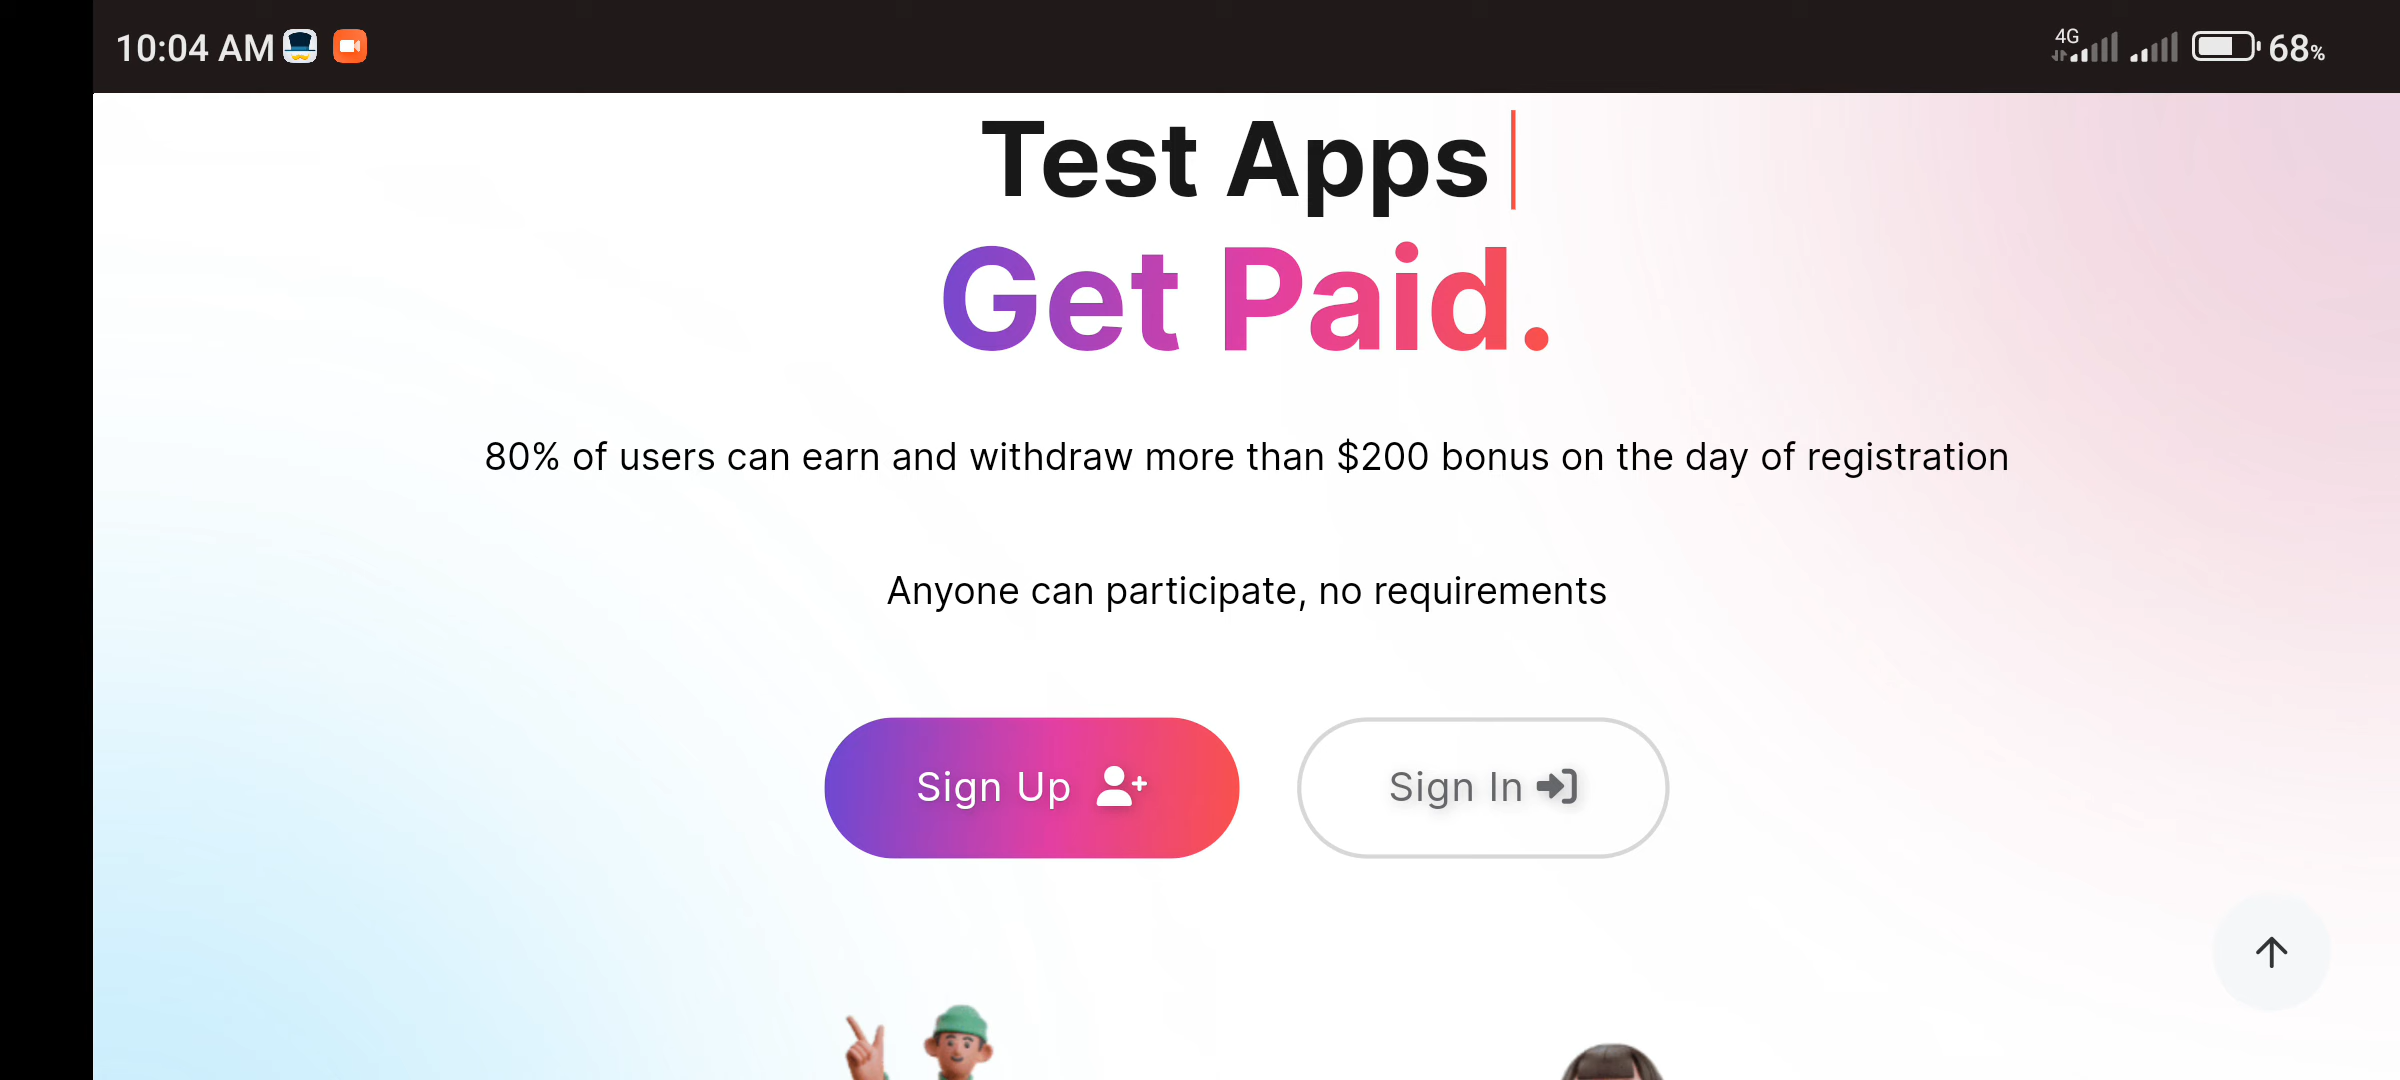 10:04 AM
4G
68%
Test Apps
Get Paid.
80% of users can earn and withdraw more than $200 bonus on the day of registration
Anyone can participate, no requirements
Sign Up
Sign In